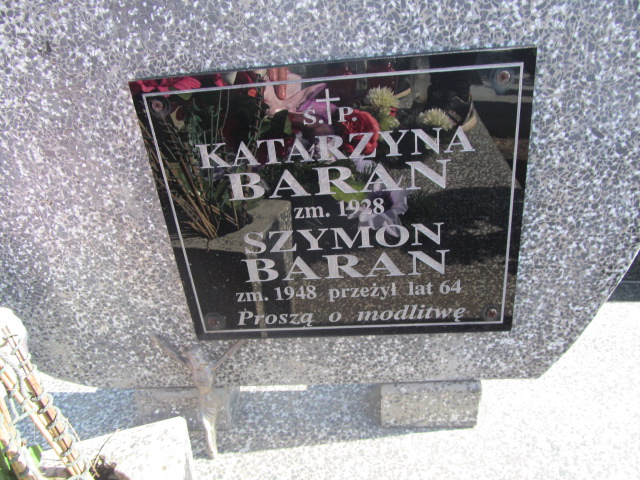 Ś.†P.
KATARZYNA
BARAN
zm. 1928
SZYMON
BARAN
zm. 1948 przeżył lat 64
Proszą o modlitwę